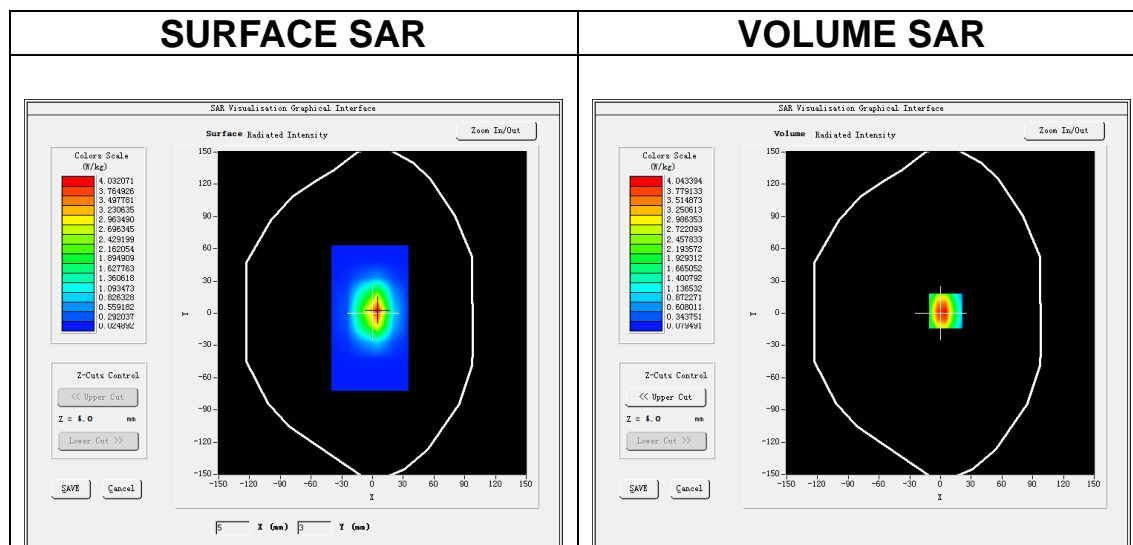 SURFACE SAR
VOLUME SAR
SAR Visualisation Graphical Interface
Surface Radiated Intensity
Zoom In/Out
Colors Scale
(W/kg)
4.032071
3.764926
3.497781
3.230635
2.963490
2.696345
2.429199
2.162054
1.894909
1.627763
1.360618
1.093473
0.826328
0.559182
0.292037
0.024892
Z-Cuts Control
<< Upper Cut
Z = 4.0 mm
Lower Cut >>
SAVE Cancel
150
120
90
60
30
0
-30
-60
-90
-120
-150
Y
-150 -120 -90 -60 -30 0 30 60 90 120 150
X
5 X (mm) 3 Y (mm)
SAR Visualisation Graphical Interface
Volume Radiated Intensity
Zoom In/Out
Colors Scale
(W/kg)
4.043394
3.779133
3.514873
3.250613
2.986353
2.722093
2.457833
2.193572
1.929312
1.665052
1.400792
1.136532
0.872271
0.608011
0.343751
0.079491
Z-Cuts Control
<< Upper Cut
Z = 4.0 mm
Lower Cut >>
SAVE Cancel
150
120
90
60
30
0
-30
-60
-90
-120
-150
Y
-150 -120 -90 -60 -30 0 30 60 90 120 150
X